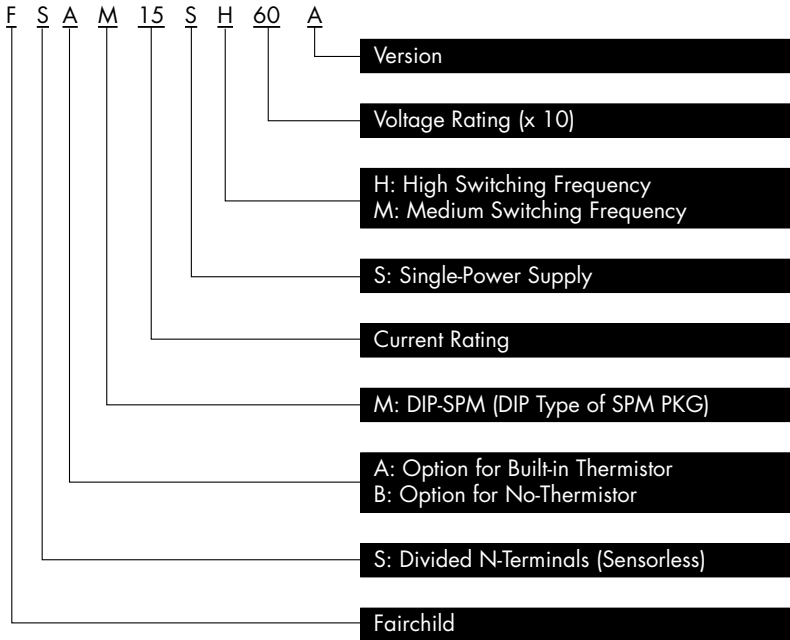 F S A M 15 S H 60 A
Version
Voltage Rating (x 10)
H: High Switching Frequency
M: Medium Switching Frequency
S: Single-Power Supply
Current Rating
M: DIP-SPM (DIP Type of SPM PKG)
A: Option for Built-in Thermistor
B: Option for No-Thermistor
S: Divided N-Terminals (Sensorless)
Fairchild